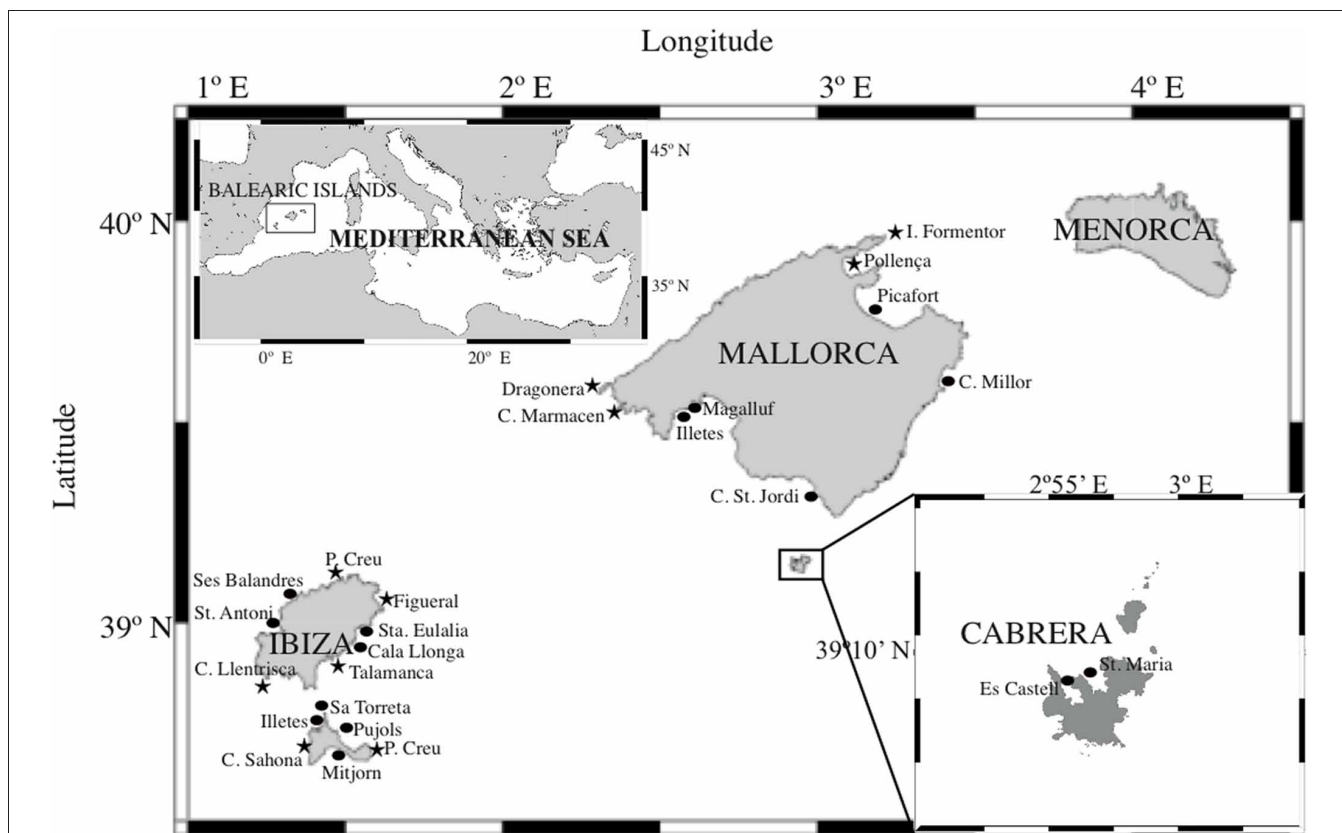 Longitude
1º E
2º E
3º E
4º E
45º N
BALEARIC ISLANDS
40º N
MENORCA
I. Formentor
MEDITERRANEAN SEA
Pollença
35º N
Picafort
0º E
20º E
MALLORCA
Dragonera
C. Millor
C. Marmacen
Magalluf
Illetes
Latitude
C. St. Jordi
2º55’ E
3º E
P. Creu
Ses Balandres
Figueral
St. Antoni
39º N
Sta. Eulalia
IBIZA
CABRERA
Cala Llonga
39º10’ N
C. Llentrisca
Talamanca
St. Maria
Es Castell
Sa Torreta
Illetes
Pujols
P. Creu
C. Sahona
Mitjorn